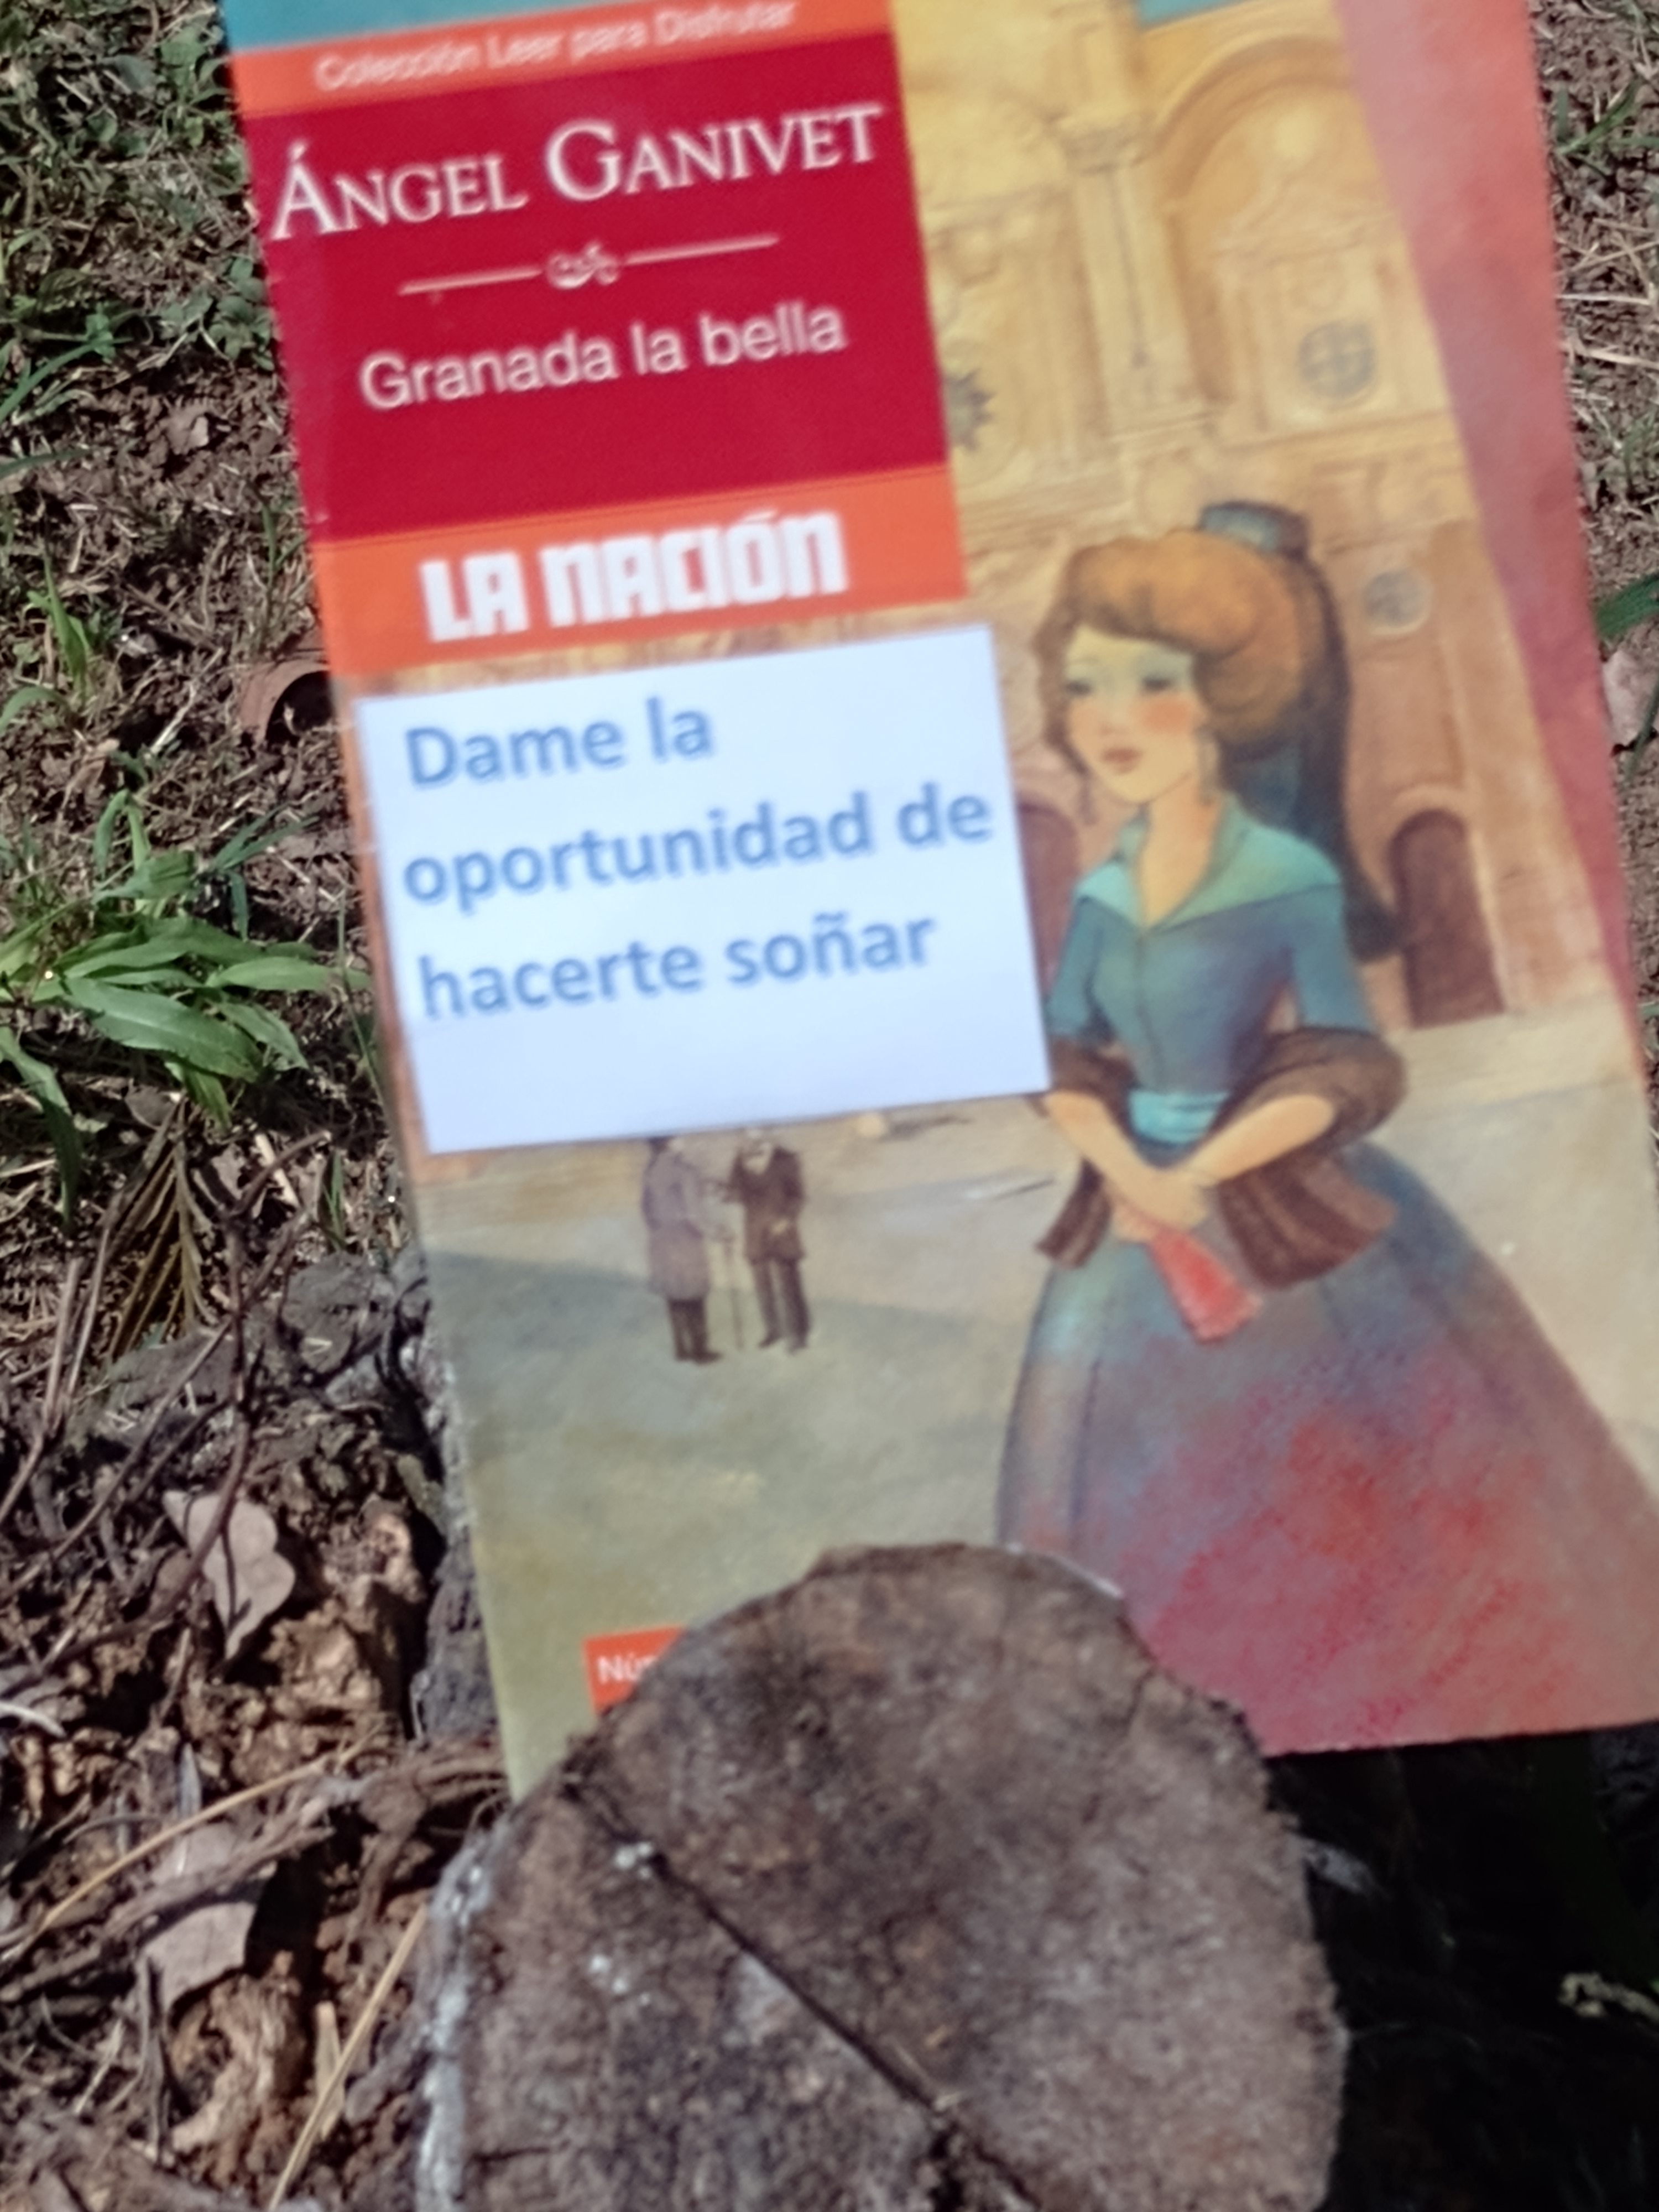 Colección Leer para Disfrutar
ÁNGEL GANIVET
Granada la bella
LA NACIÓN
Dame la
oportunidad de
hacerte soñar